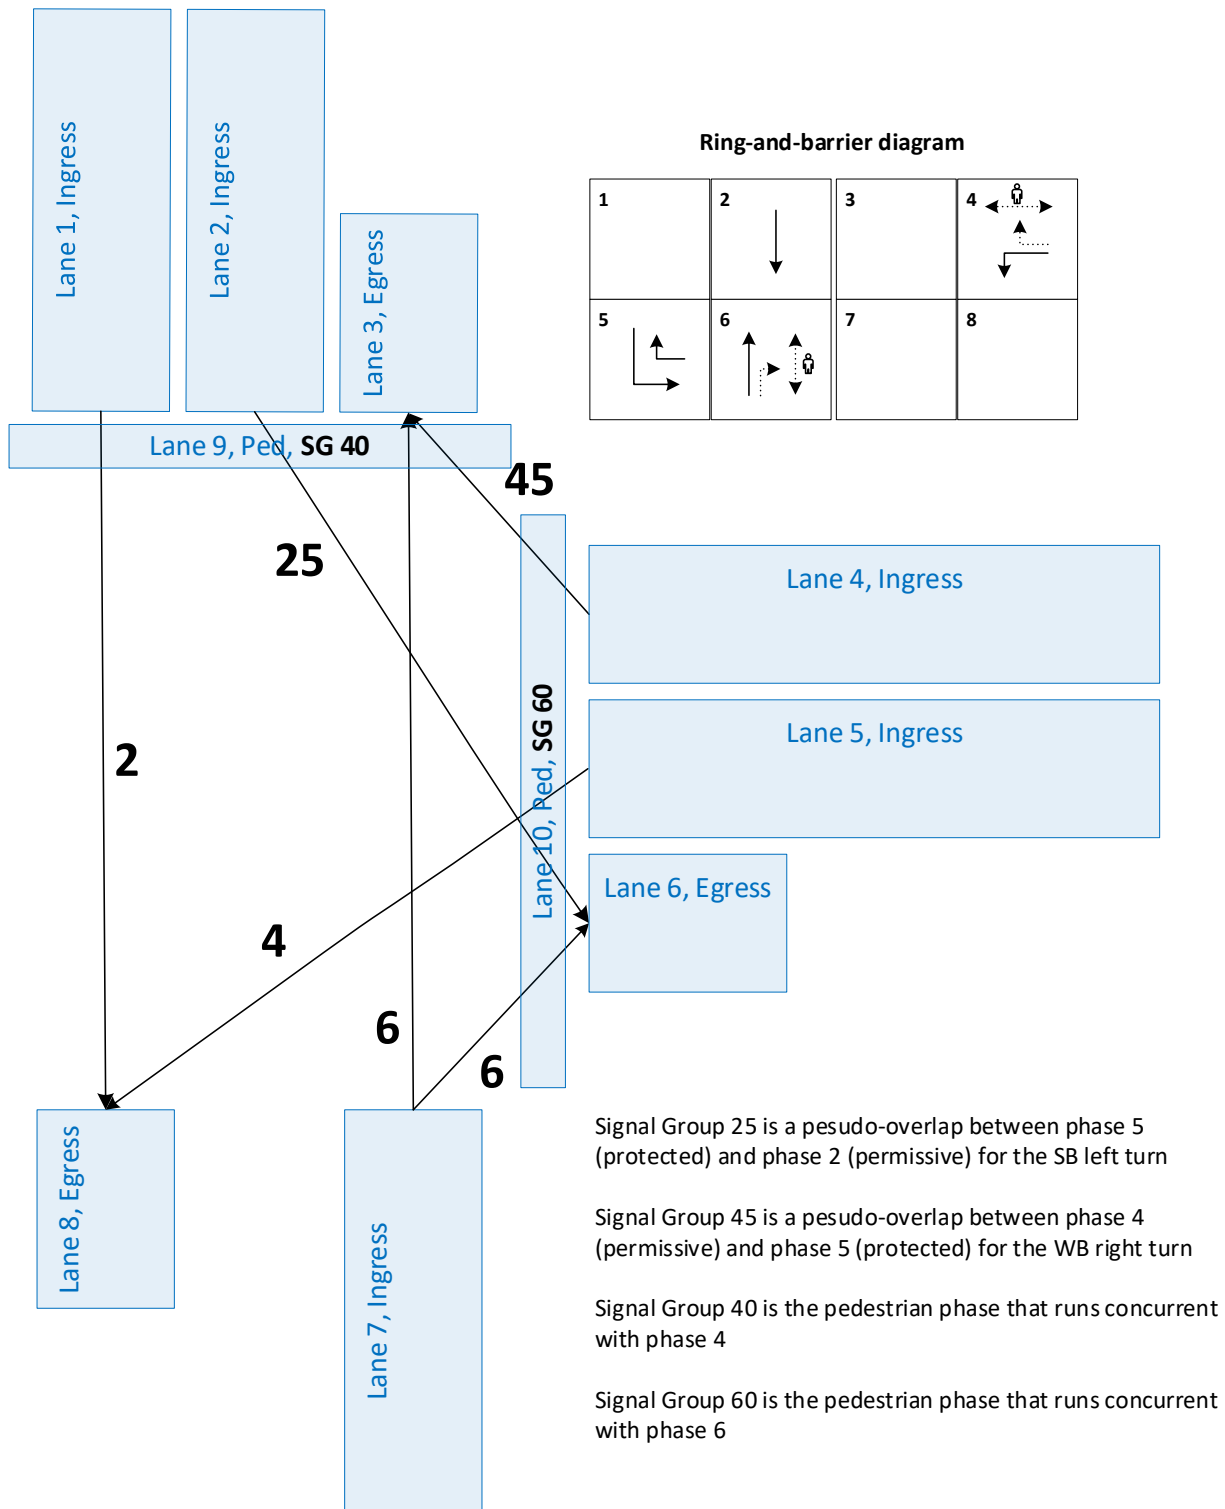 Lane 1, Ingress
Lane 2, Ingress
Lane 3, Egress
Ring-and-barrier diagram
1
2
3
4
5
6
7
8
Lane 9, Ped, SG 40
45
25
Lane 4, Ingress
Lane 5, Ingress
Lane 10, Ped, SG 60
2
Lane 6, Egress
4
6
6
Lane 8, Egress
Lane 7, Ingress
Signal Group 25 is a pesudo-overlap between phase 5
(protected) and phase 2 (permissive) for the SB left turn
Signal Group 45 is a pesudo-overlap between phase 4
(permissive) and phase 5 (protected) for the WB right turn
Signal Group 40 is the pedestrian phase that runs concurrent
with phase 4
Signal Group 60 is the pedestrian phase that runs concurrent
with phase 6